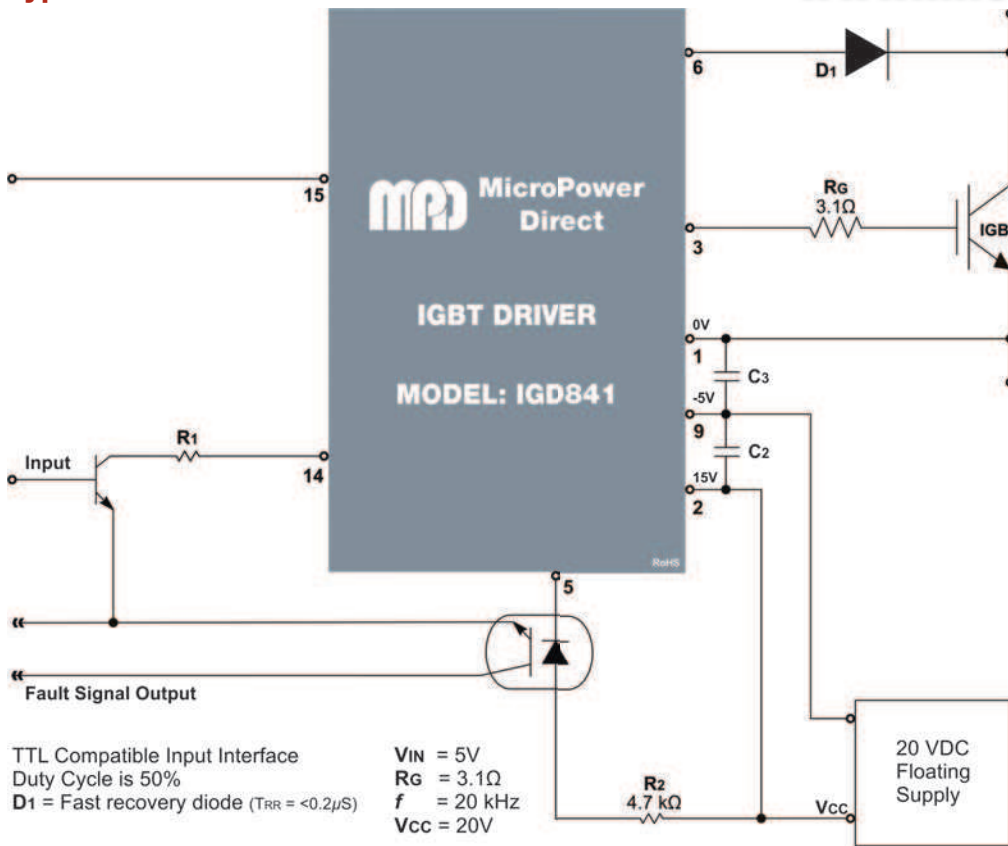 6
D1
15
MPD MicroPower
Direct
RG
3.1Ω
3
IGB
IGBT DRIVER
0V
1
C3
MODEL: IGD841
-5V
9
C2
R1
Input
14
15V
2
RoHS
5
Fault Signal Output
TTL Compatible Input Interface
Duty Cycle is 50%
D1 = Fast recovery diode (TRR = <0.2µS)
VIN = 5V
RG = 3.1Ω
f = 20 kHz
VCC = 20V
R2
4.7 kΩ
VCC
20 VDC
Floating
Supply